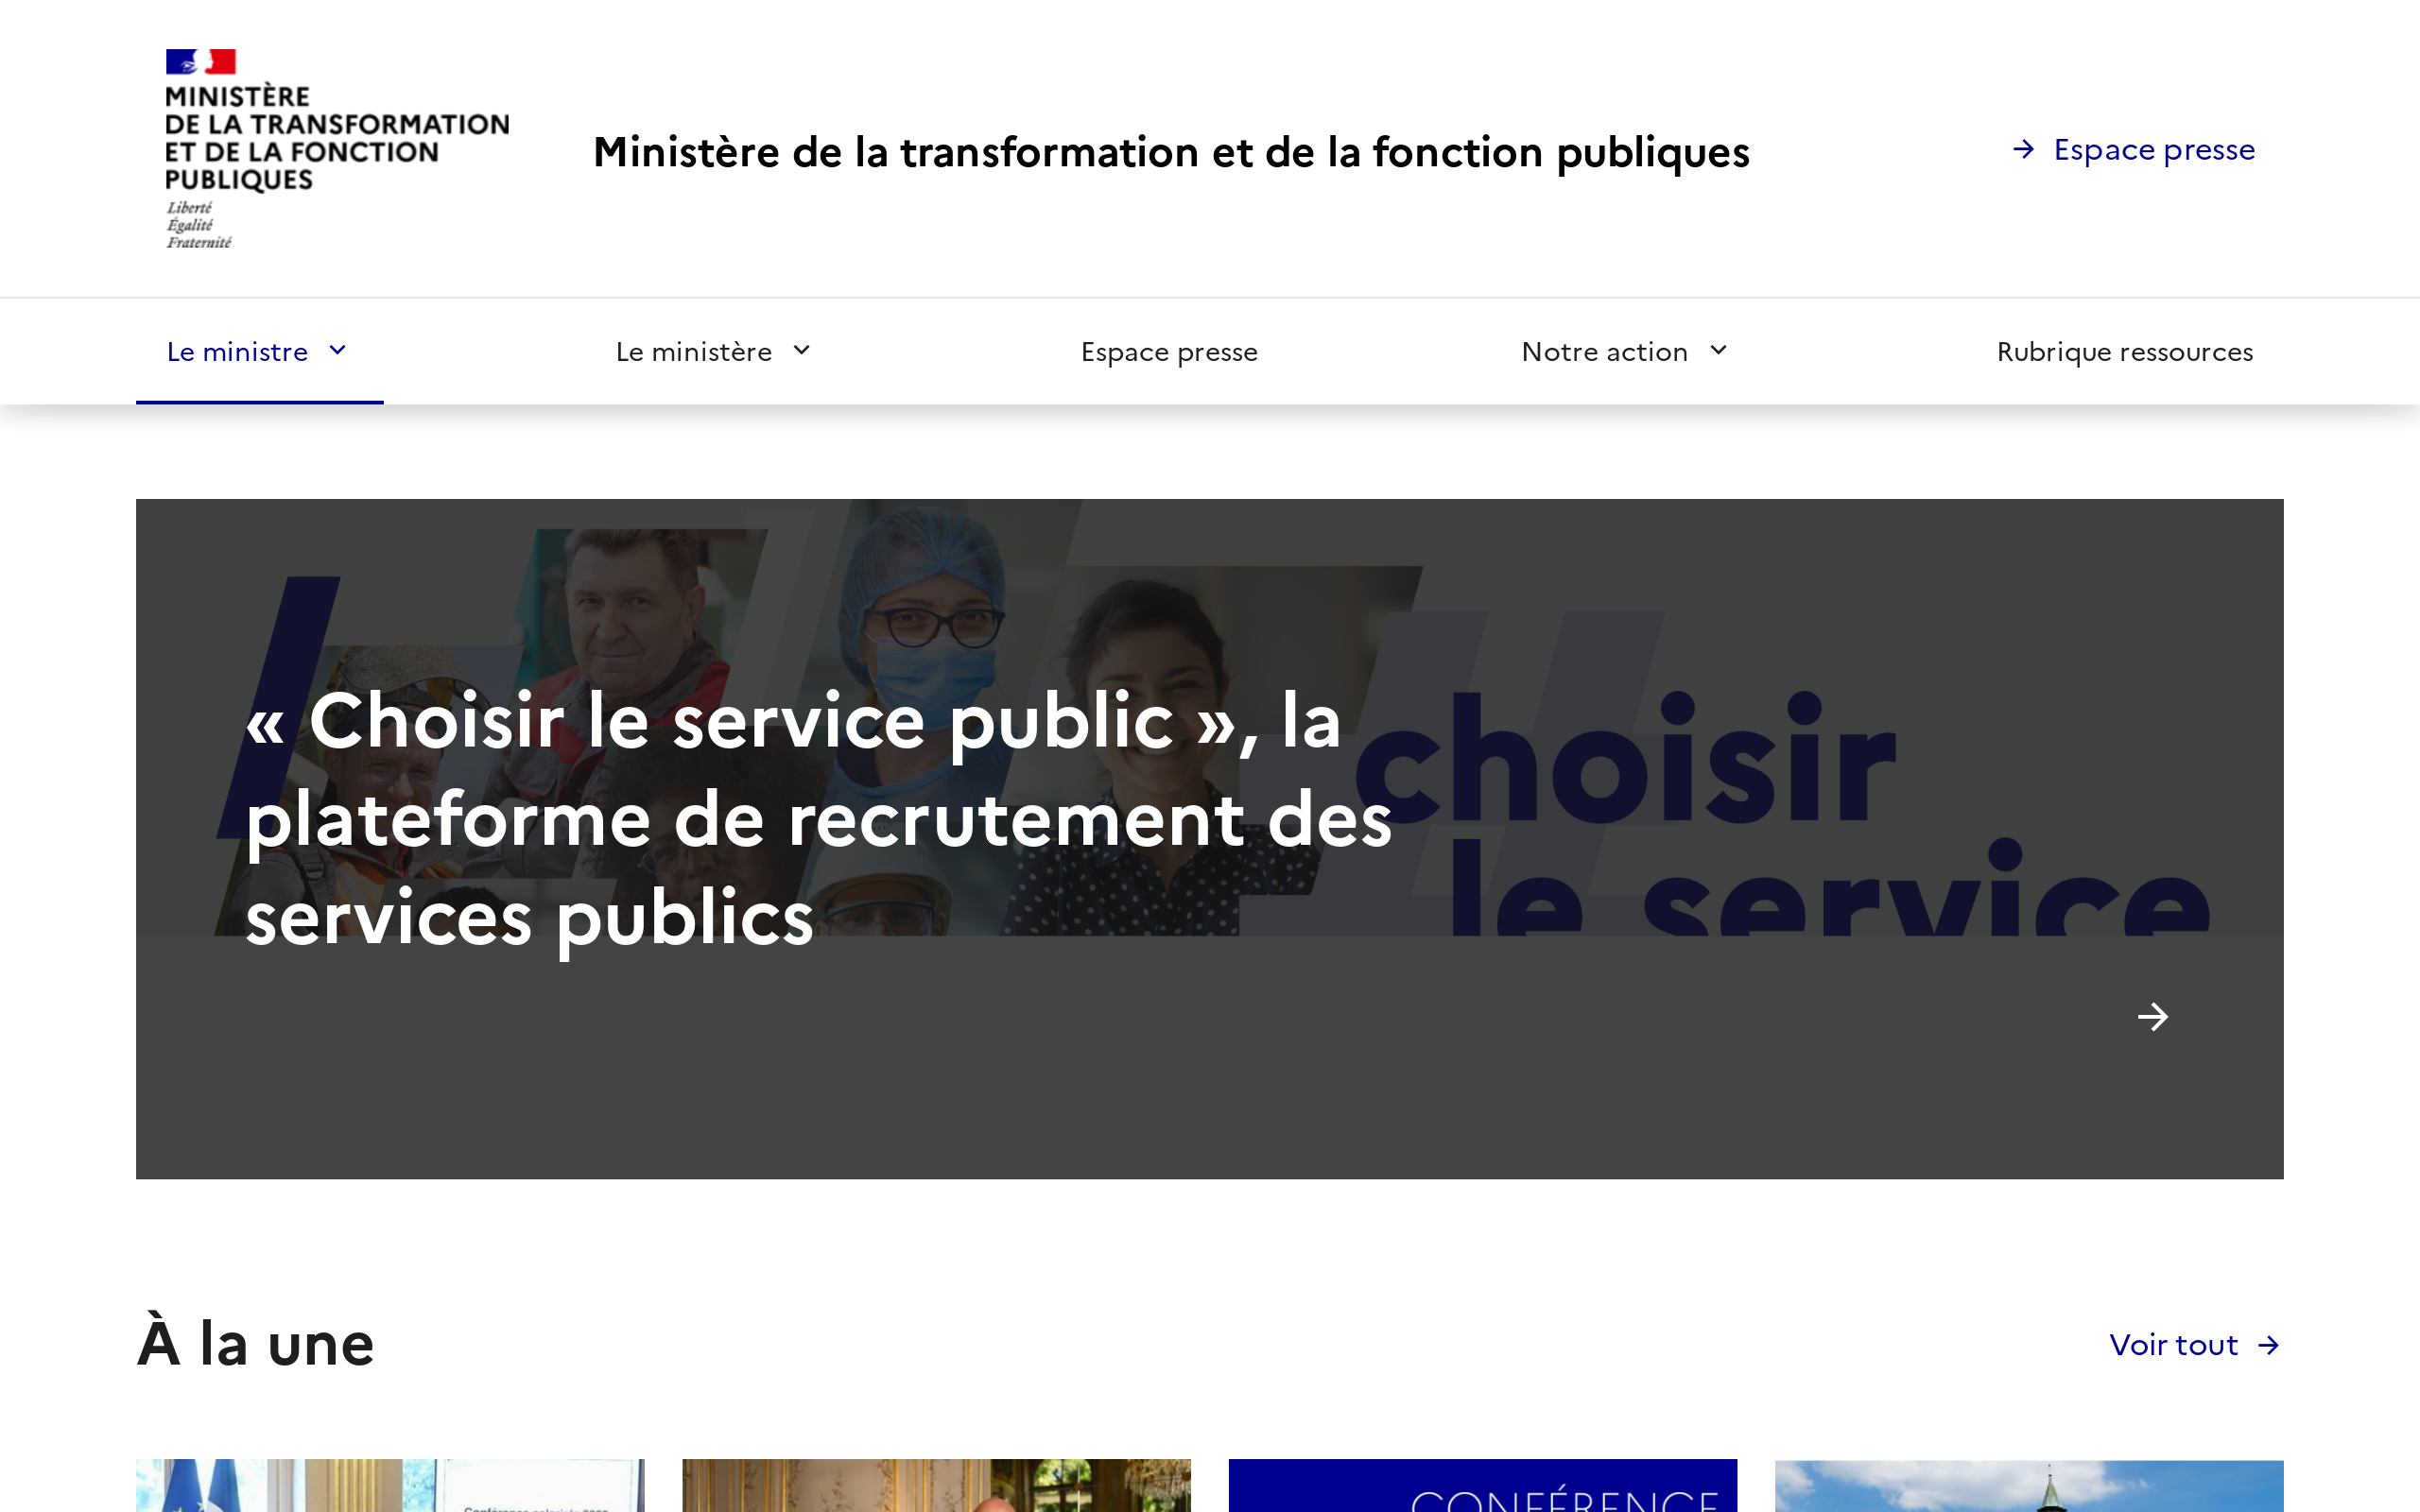 MINISTÈRE
DE LA TRANSFORMATION
ET DE LA FONCTION
PUBLIQUES
Liberté
Égalité
Fraternité
Ministère de la transformation et de la fonction publiques
Espace presse
Le ministre
Le ministère
Espace presse
Notre action
Rubrique ressources
« Choisir le service public », la
plateforme de recrutement des
services publics
choisir
le service
À la une
Voir tout
CONFÉRENCE